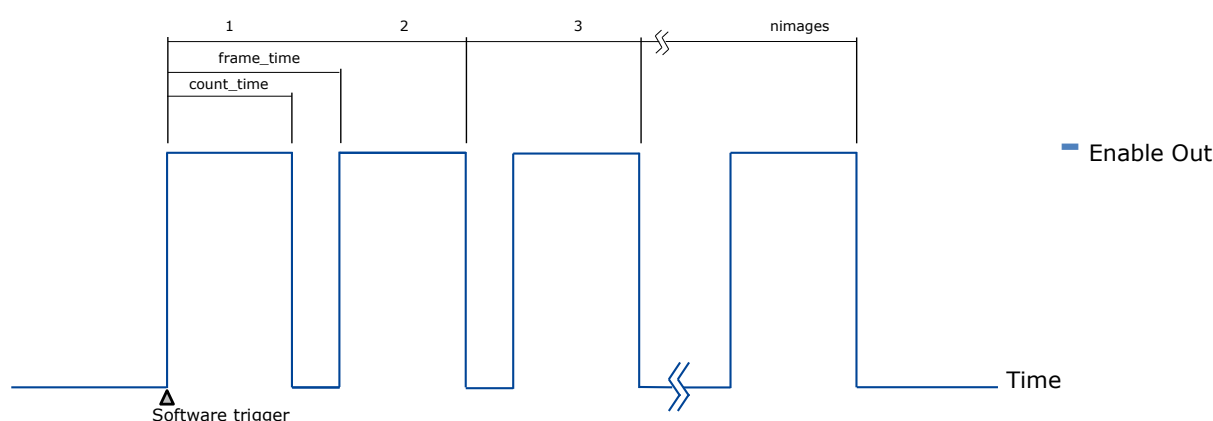 1 2 3 nimages
frame_time
count_time
Enable Out
Time
Software trigger